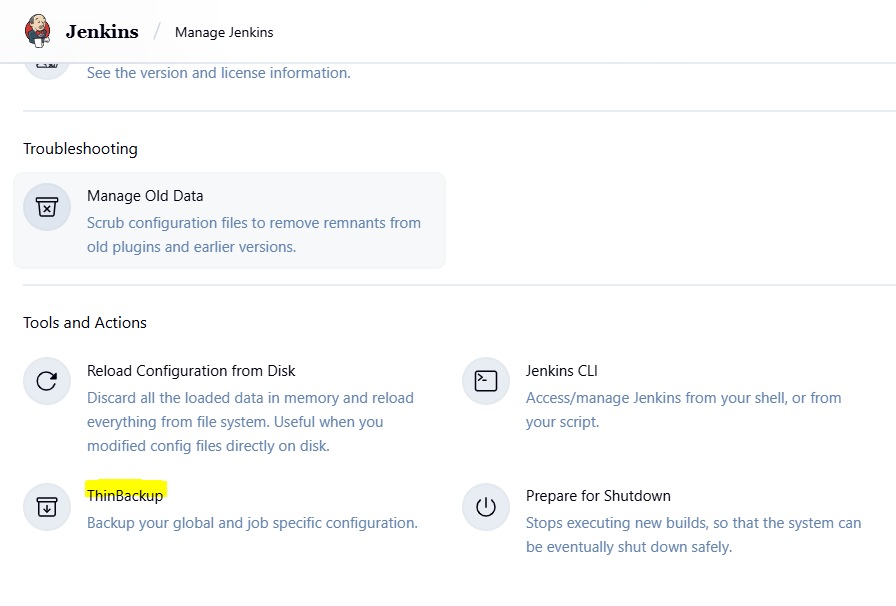 Jenkins / Manage Jenkins
See the version and license information.
Troubleshooting
Manage Old Data
Scrub configuration files to remove remnants from
old plugins and earlier versions.
Tools and Actions
Reload Configuration from Disk
Discard all the loaded data in memory and reload
everything from file system. Useful when you
modified config files directly on disk.
Jenkins CLI
Access/manage Jenkins from your shell, or from
your script.
ThinBackup
Backup your global and job specific configuration.
Prepare for Shutdown
Stops executing new builds, so that the system can
be eventually shut down safely.